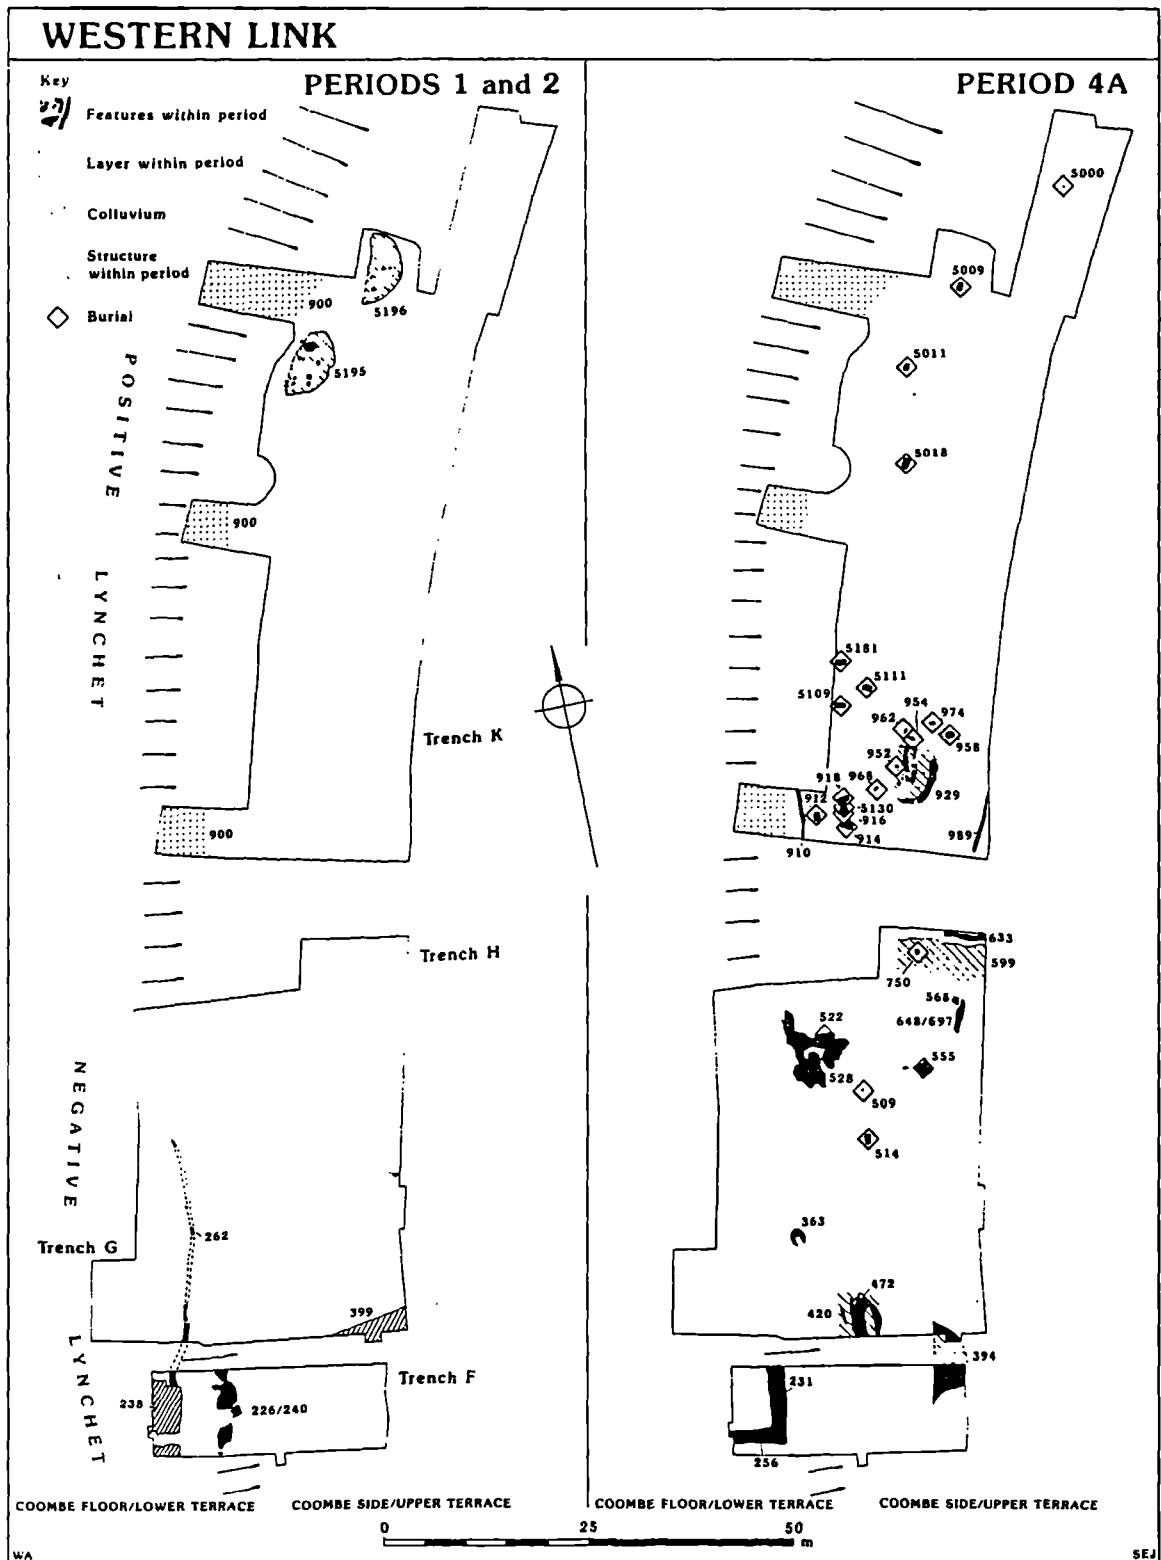 WESTERN LINK
Key
PERIODS 1 and 2
PERIOD 4A
Features within period
Layer within period
Colluvium
Structure
within period
Burial
5000
5009
900
5196
5195
5011
5018
POSITIVE
900
LYNCHET
5181
5111
5109
954
974
962
958
Trench K
952
918
968
912
929
5130
916
914
989
910
900
Trench H
633
599
750
568
648/697
522
555
528
509
514
NEGATIVE
262
363
Trench G
472
399
420
394
LYNCHET
Trench F
238
226/240
231
256
COOMBE FLOOR/LOWER TERRACE
COOMBE SIDE/UPPER TERRACE
COOMBE FLOOR/LOWER TERRACE
COOMBE SIDE/UPPER TERRACE
0 25 50
m
WA
SEJ